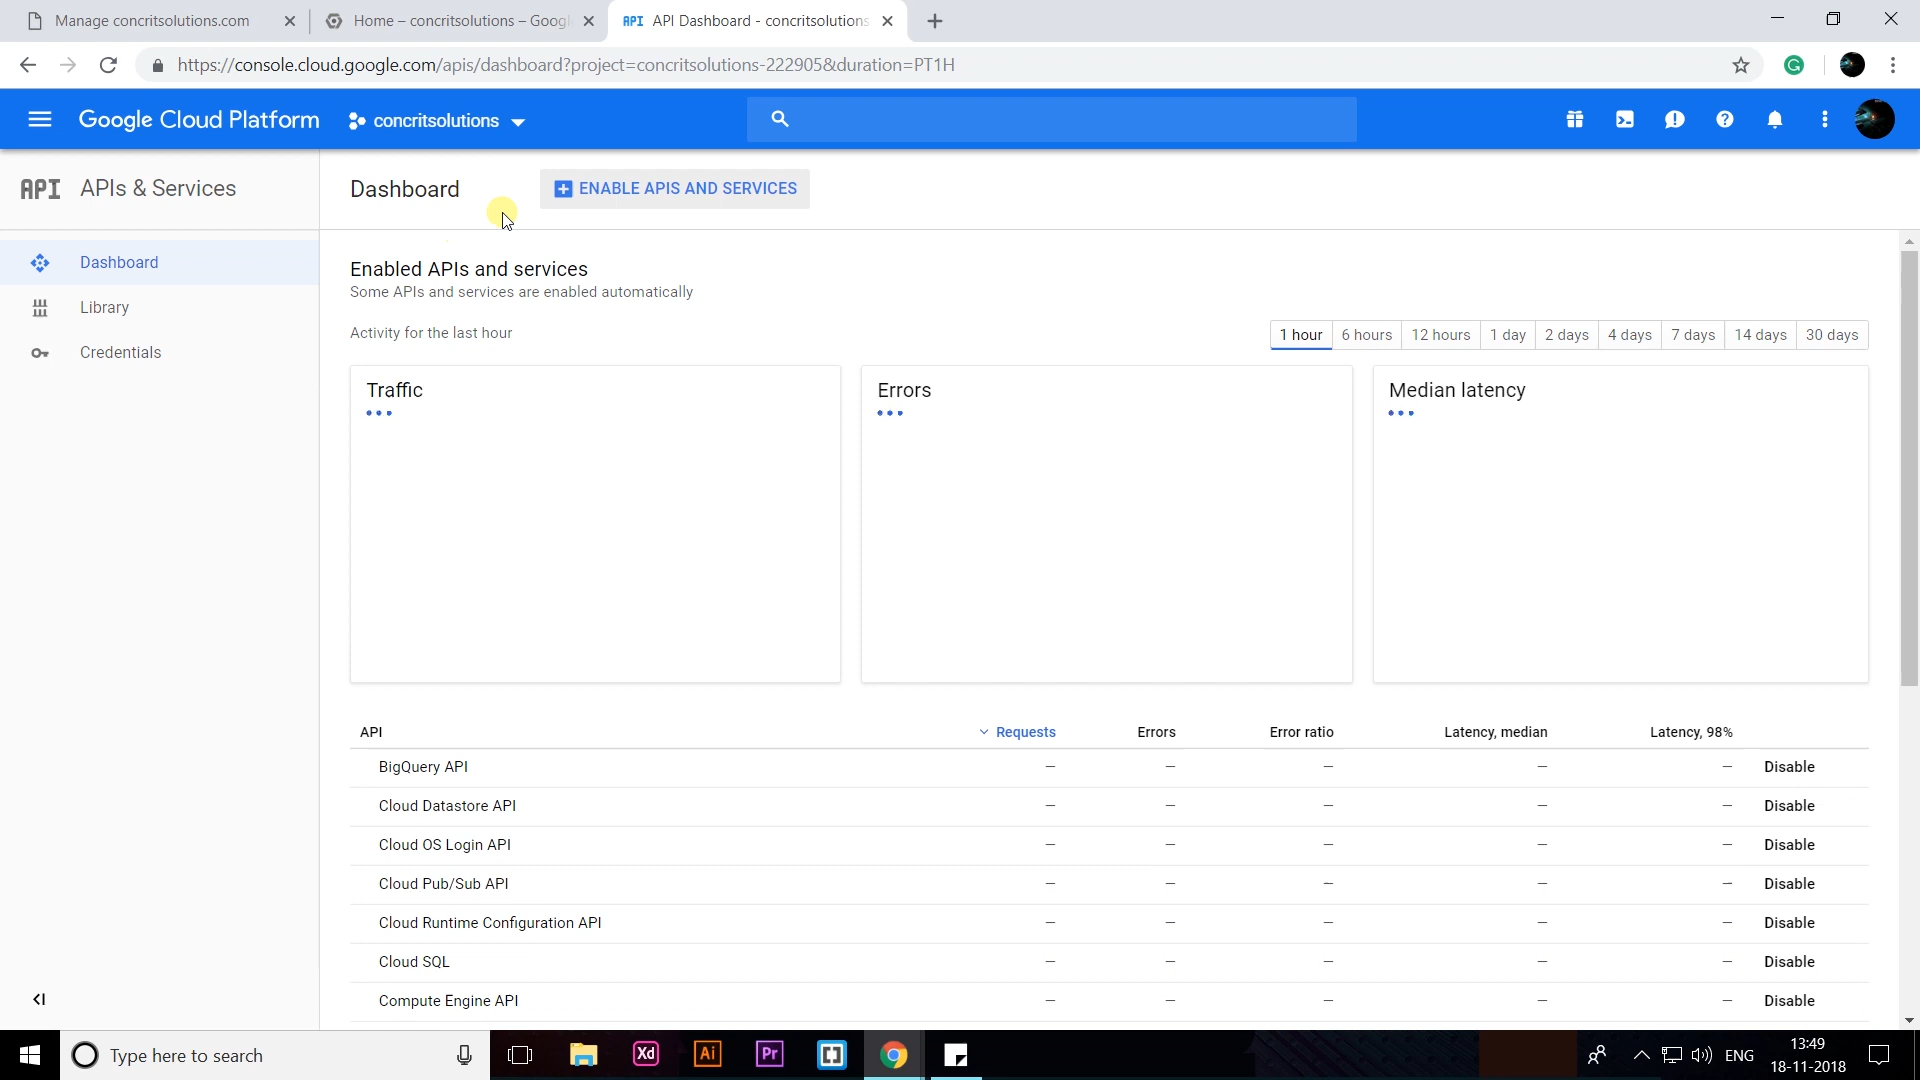 Manage concritsolutions.com
Home – concritsolutions – Googl
API API Dashboard - concritsolutions
https://console.cloud.google.com/apis/dashboard?project=concritsolutions-222905&duration=PT1H
Google Cloud Platform concritsolutions
API APIs & Services
Dashboard
Library
Credentials
Dashboard ENABLE APIS AND SERVICES
Enabled APIs and services
Some APIs and services are enabled automatically
Activity for the last hour
1 hour 6 hours 12 hours 1 day 2 days 4 days 7 days 14 days 30 days
Traffic Errors Median latency
API Requests Errors Error ratio Latency, median Latency, 98%
BigQuery API – – – – – Disable
Cloud Datastore API – – – – – Disable
Cloud OS Login API – – – – – Disable
Cloud Pub/Sub API – – – – – Disable
Cloud Runtime Configuration API – – – – – Disable
Cloud SQL – – – – – Disable
Compute Engine API – – – – – Disable
Type here to search
Xd
Ai
Pr
ENG
13:49
18-11-2018